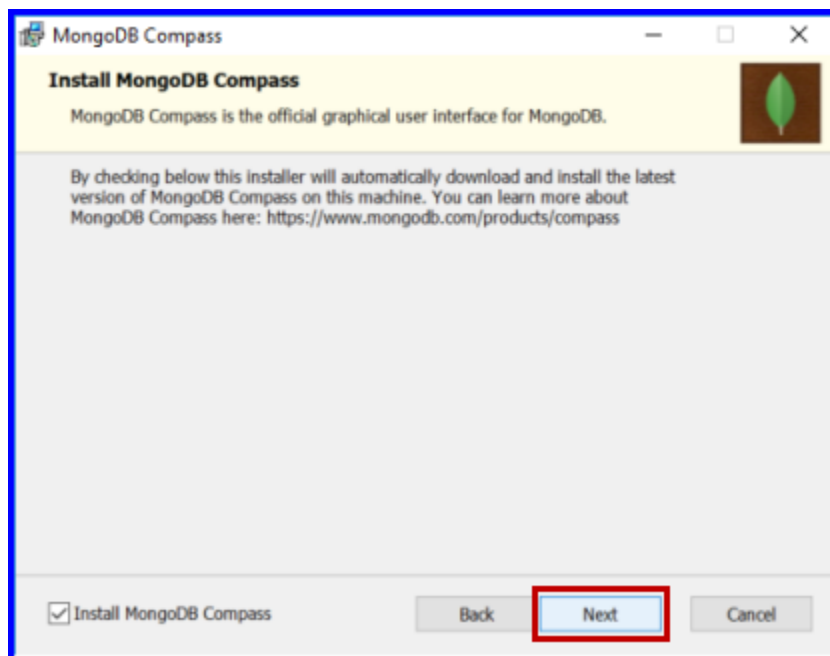 MongoDB Compass
Install MongoDB Compass
MongoDB Compass is the official graphical user interface for MongoDB.
By checking below this installer will automatically download and install the latest
version of MongoDB Compass on this machine. You can learn more about
MongoDB Compass here: https://www.mongodb.com/products/compass
Install MongoDB Compass Back Next Cancel